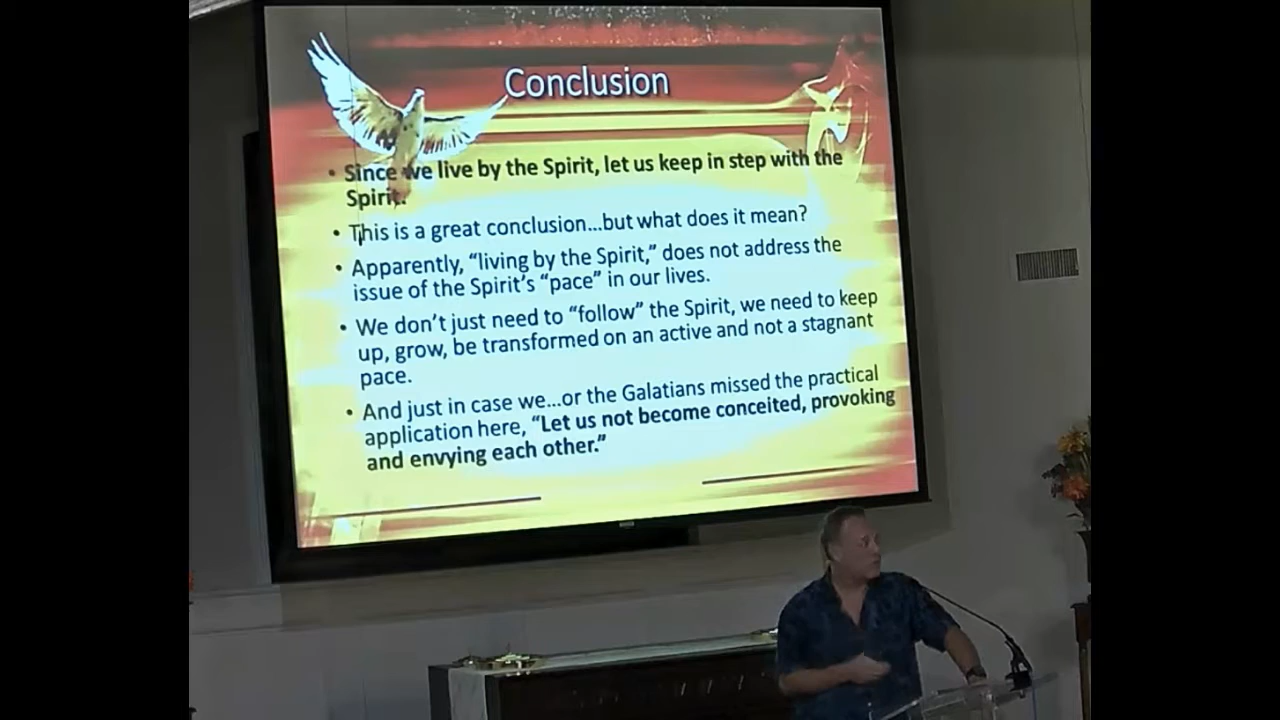 Conclusion
• Since we live by the Spirit, let us keep in step with the
Spirit.
• This is a great conclusion...but what does it mean?
• Apparently, “living by the Spirit,” does not address the
issue of the Spirit’s “pace” in our lives.
• We don’t just need to “follow” the Spirit, we need to keep
up, grow, be transformed on an active and not a stagnant
pace.
• And just in case we...or the Galatians missed the practical
application here, “Let us not become conceited, provoking
and envying each other.”